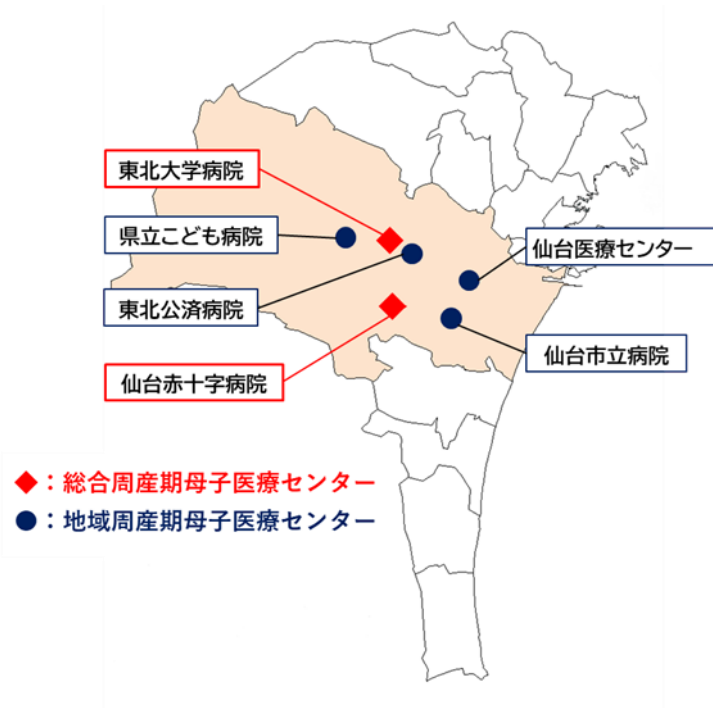 東北大学病院
県立こども病院
仙台医療センター
東北公済病院
仙台市立病院
仙台赤十字病院
◆：総合周産期母子医療センター
●：地域周産期母子医療センター